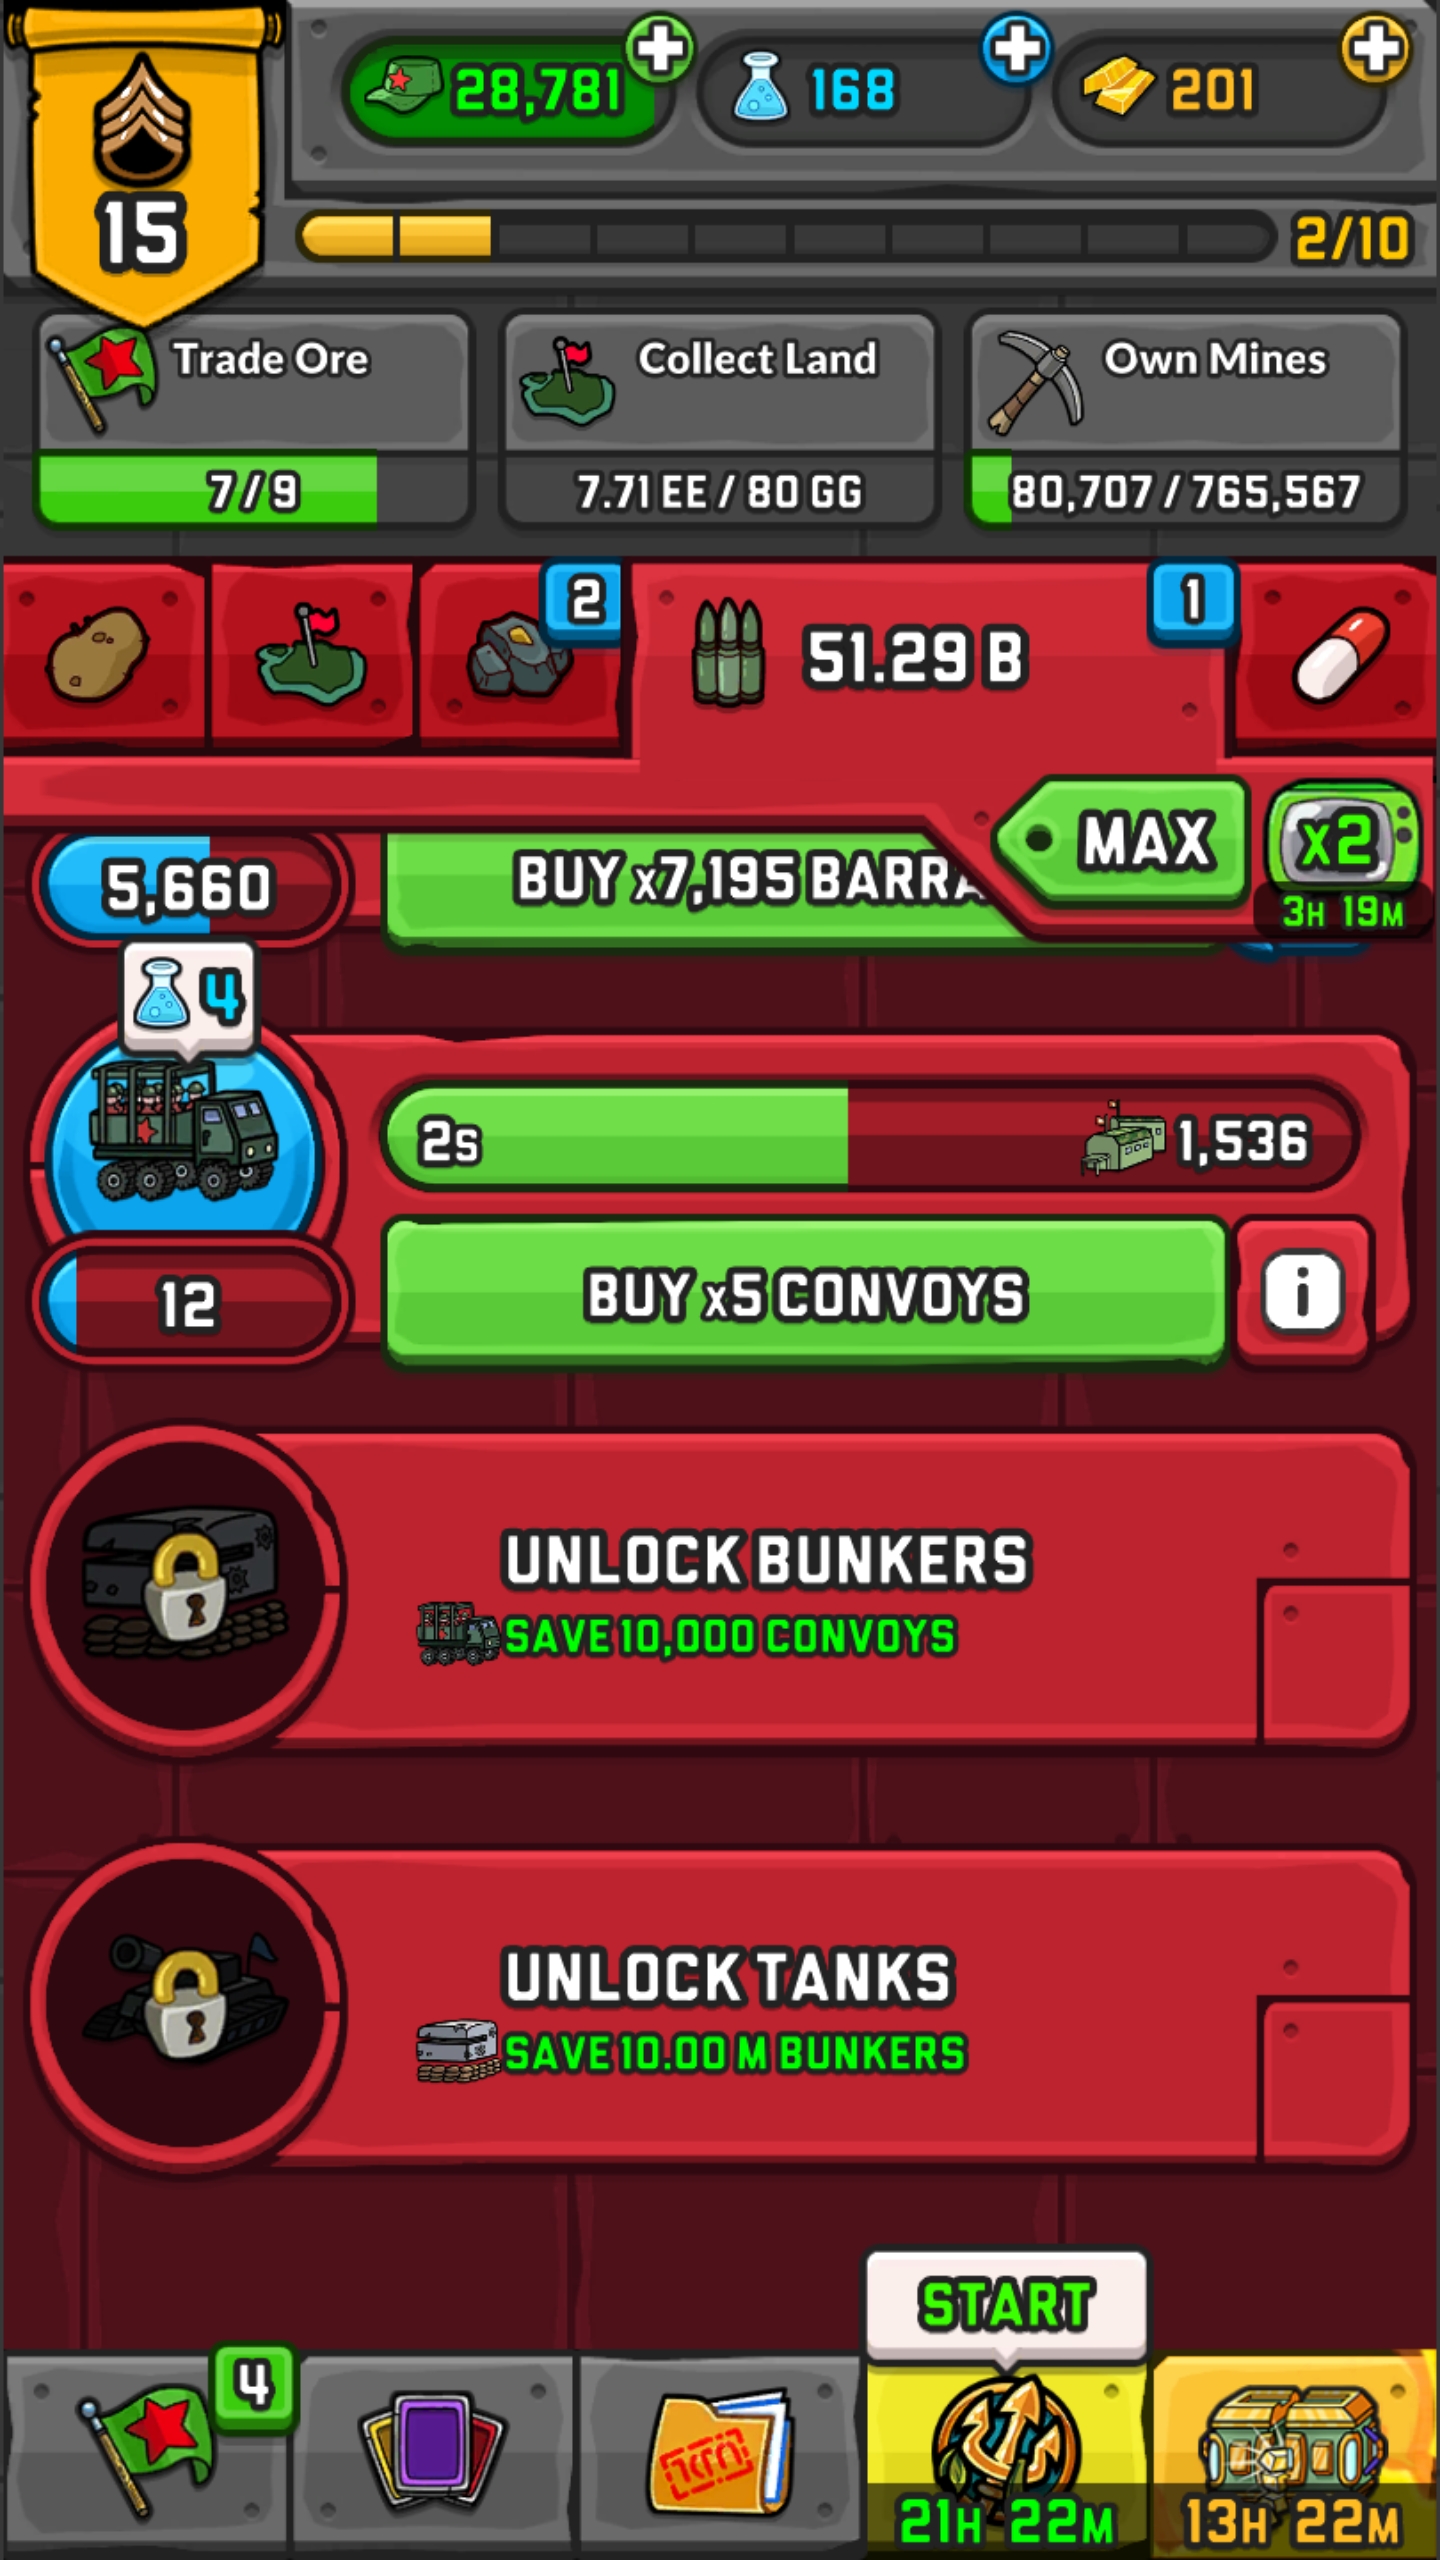 28,781
168
201
15
2/10
Trade Ore
Collect Land
Own Mines
7/9
7.71 EE / 80 GG
80,707 / 765,567
2
51.29 B
1
MAX
x2
3H 19M
5,660
BUY x7,195 BARRA
4
2s
1,536
12
BUY x5 CONVOYS
i
UNLOCK BUNKERS
SAVE 10,000 CONVOYS
UNLOCK TANKS
SAVE 10.00 M BUNKERS
START
4
21H 22M
13H 22M